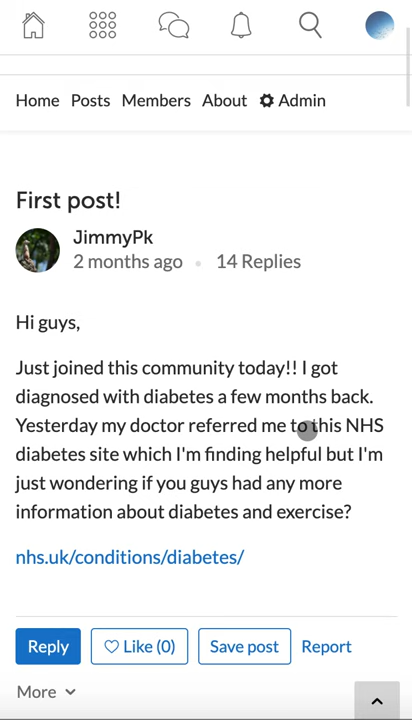 Home Posts Members About Admin
First post!
JimmyPk
2 months ago • 14 Replies
Hi guys,
Just joined this community today!! I got
diagnosed with diabetes a few months back.
Yesterday my doctor referred me to this NHS
diabetes site which I'm finding helpful but I'm
just wondering if you guys had any more
information about diabetes and exercise?
nhs.uk/conditions/diabetes/
Reply Like (0) Save post Report
More